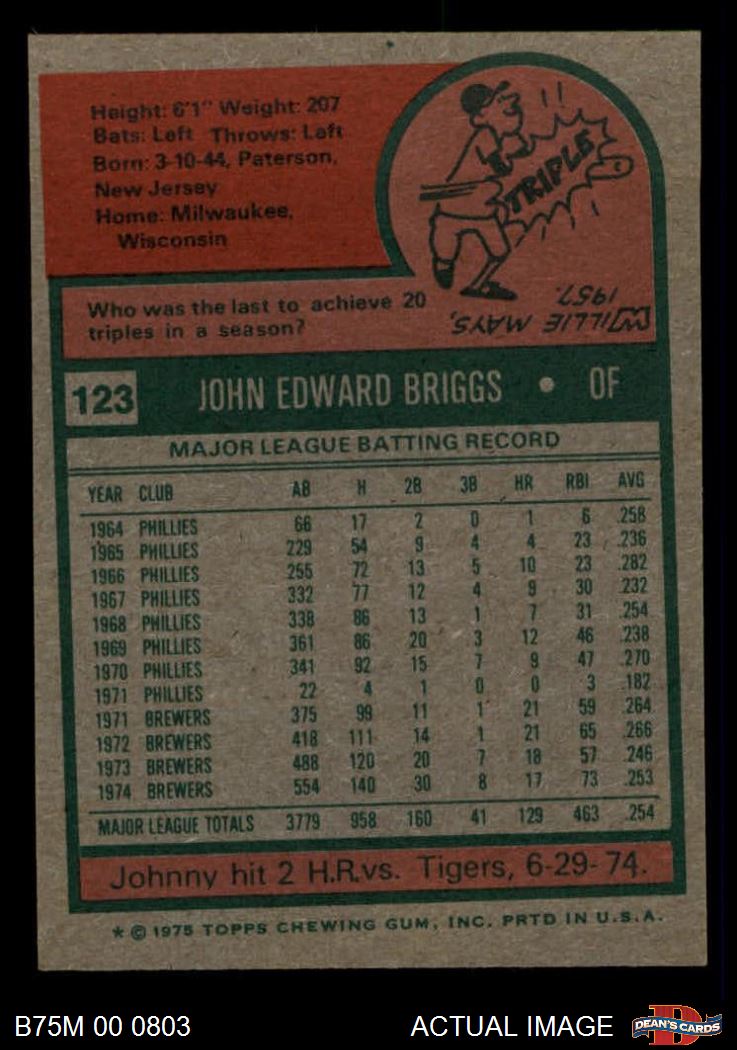 Height: 6'1" Weight: 207
Bats: Left Throws: Left
Born: 3-10-44, Paterson,
New Jersey
Home: Milwaukee,
Wisconsin
TRIPLE
Who was the last to achieve 20
triples in a season?
WILLIE MAYS,
1957.
123 JOHN EDWARD BRIGGS • OF
MAJOR LEAGUE BATTING RECORD
YEAR CLUB AB H 2B 3B HR RBI AVG
1964 PHILLIES 66 17 2 0 1 6 .258
1965 PHILLIES 229 54 9 4 4 23 .236
1966 PHILLIES 255 72 13 5 10 23 .282
1967 PHILLIES 332 77 12 4 9 30 .232
1968 PHILLIES 338 86 13 1 7 31 .254
1969 PHILLIES 361 86 20 3 12 46 .238
1970 PHILLIES 341 92 15 7 9 47 .270
1971 PHILLIES 22 4 1 0 0 3 .182
1971 BREWERS 375 99 11 1 21 59 .264
1972 BREWERS 418 111 14 1 21 65 .266
1973 BREWERS 488 120 20 7 18 57 .246
1974 BREWERS 554 140 30 8 17 73 .253
MAJOR LEAGUE TOTALS 3779 958 160 41 129 463 .254
Johnny hit 2 H.R.vs. Tigers, 6-29-74.
* © 1975 TOPPS CHEWING GUM, INC. PRTD IN U.S.A.
B75M 00 0803 ACTUAL IMAGE
DEAN'S CARDS